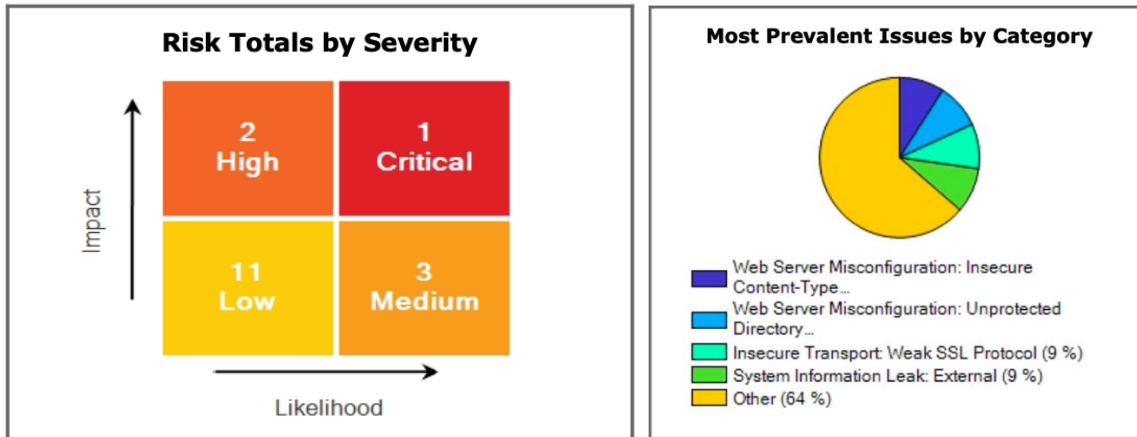 Risk Totals by Severity
Impact
2
High
1
Critical
11
Low
3
Medium
Likelihood
Most Prevalent Issues by Category
Web Server Misconfiguration: Insecure
Content-Type...
Web Server Misconfiguration: Unprotected
Directory...
Insecure Transport: Weak SSL Protocol (9 %)
System Information Leak: External (9 %)
Other (64 %)